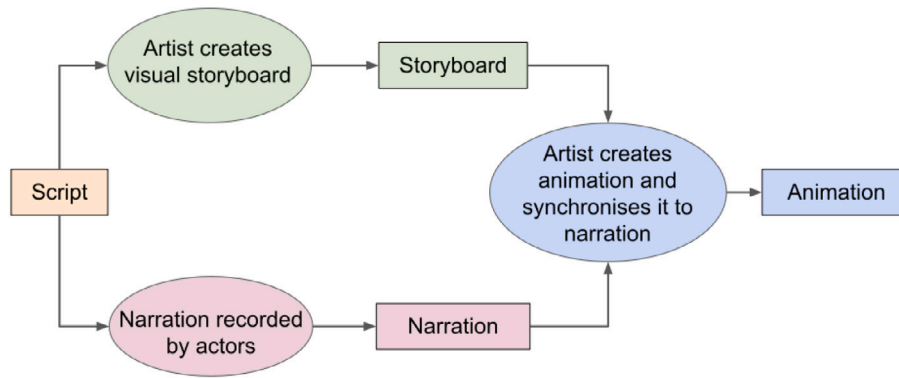 Artist creates
visual storyboard
Storyboard
Script
Artist creates
animation and
synchronises it to
narration
Animation
Narration recorded
by actors
Narration